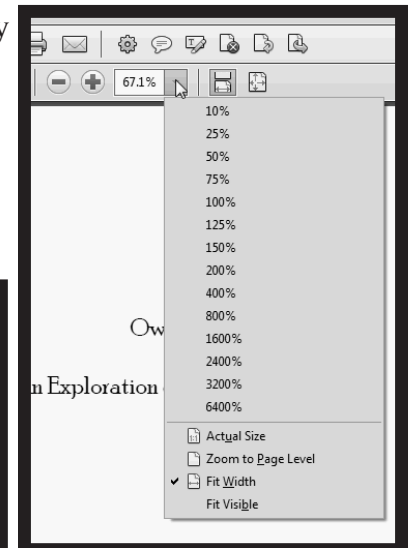 y
67.1%
10%
25%
50%
75%
100%
125%
150%
200%
400%
800%
1600%
2400%
3200%
6400%
Ow
n Exploration
Actual Size
Zoom to Page Level
Fit Width
Fit Visible